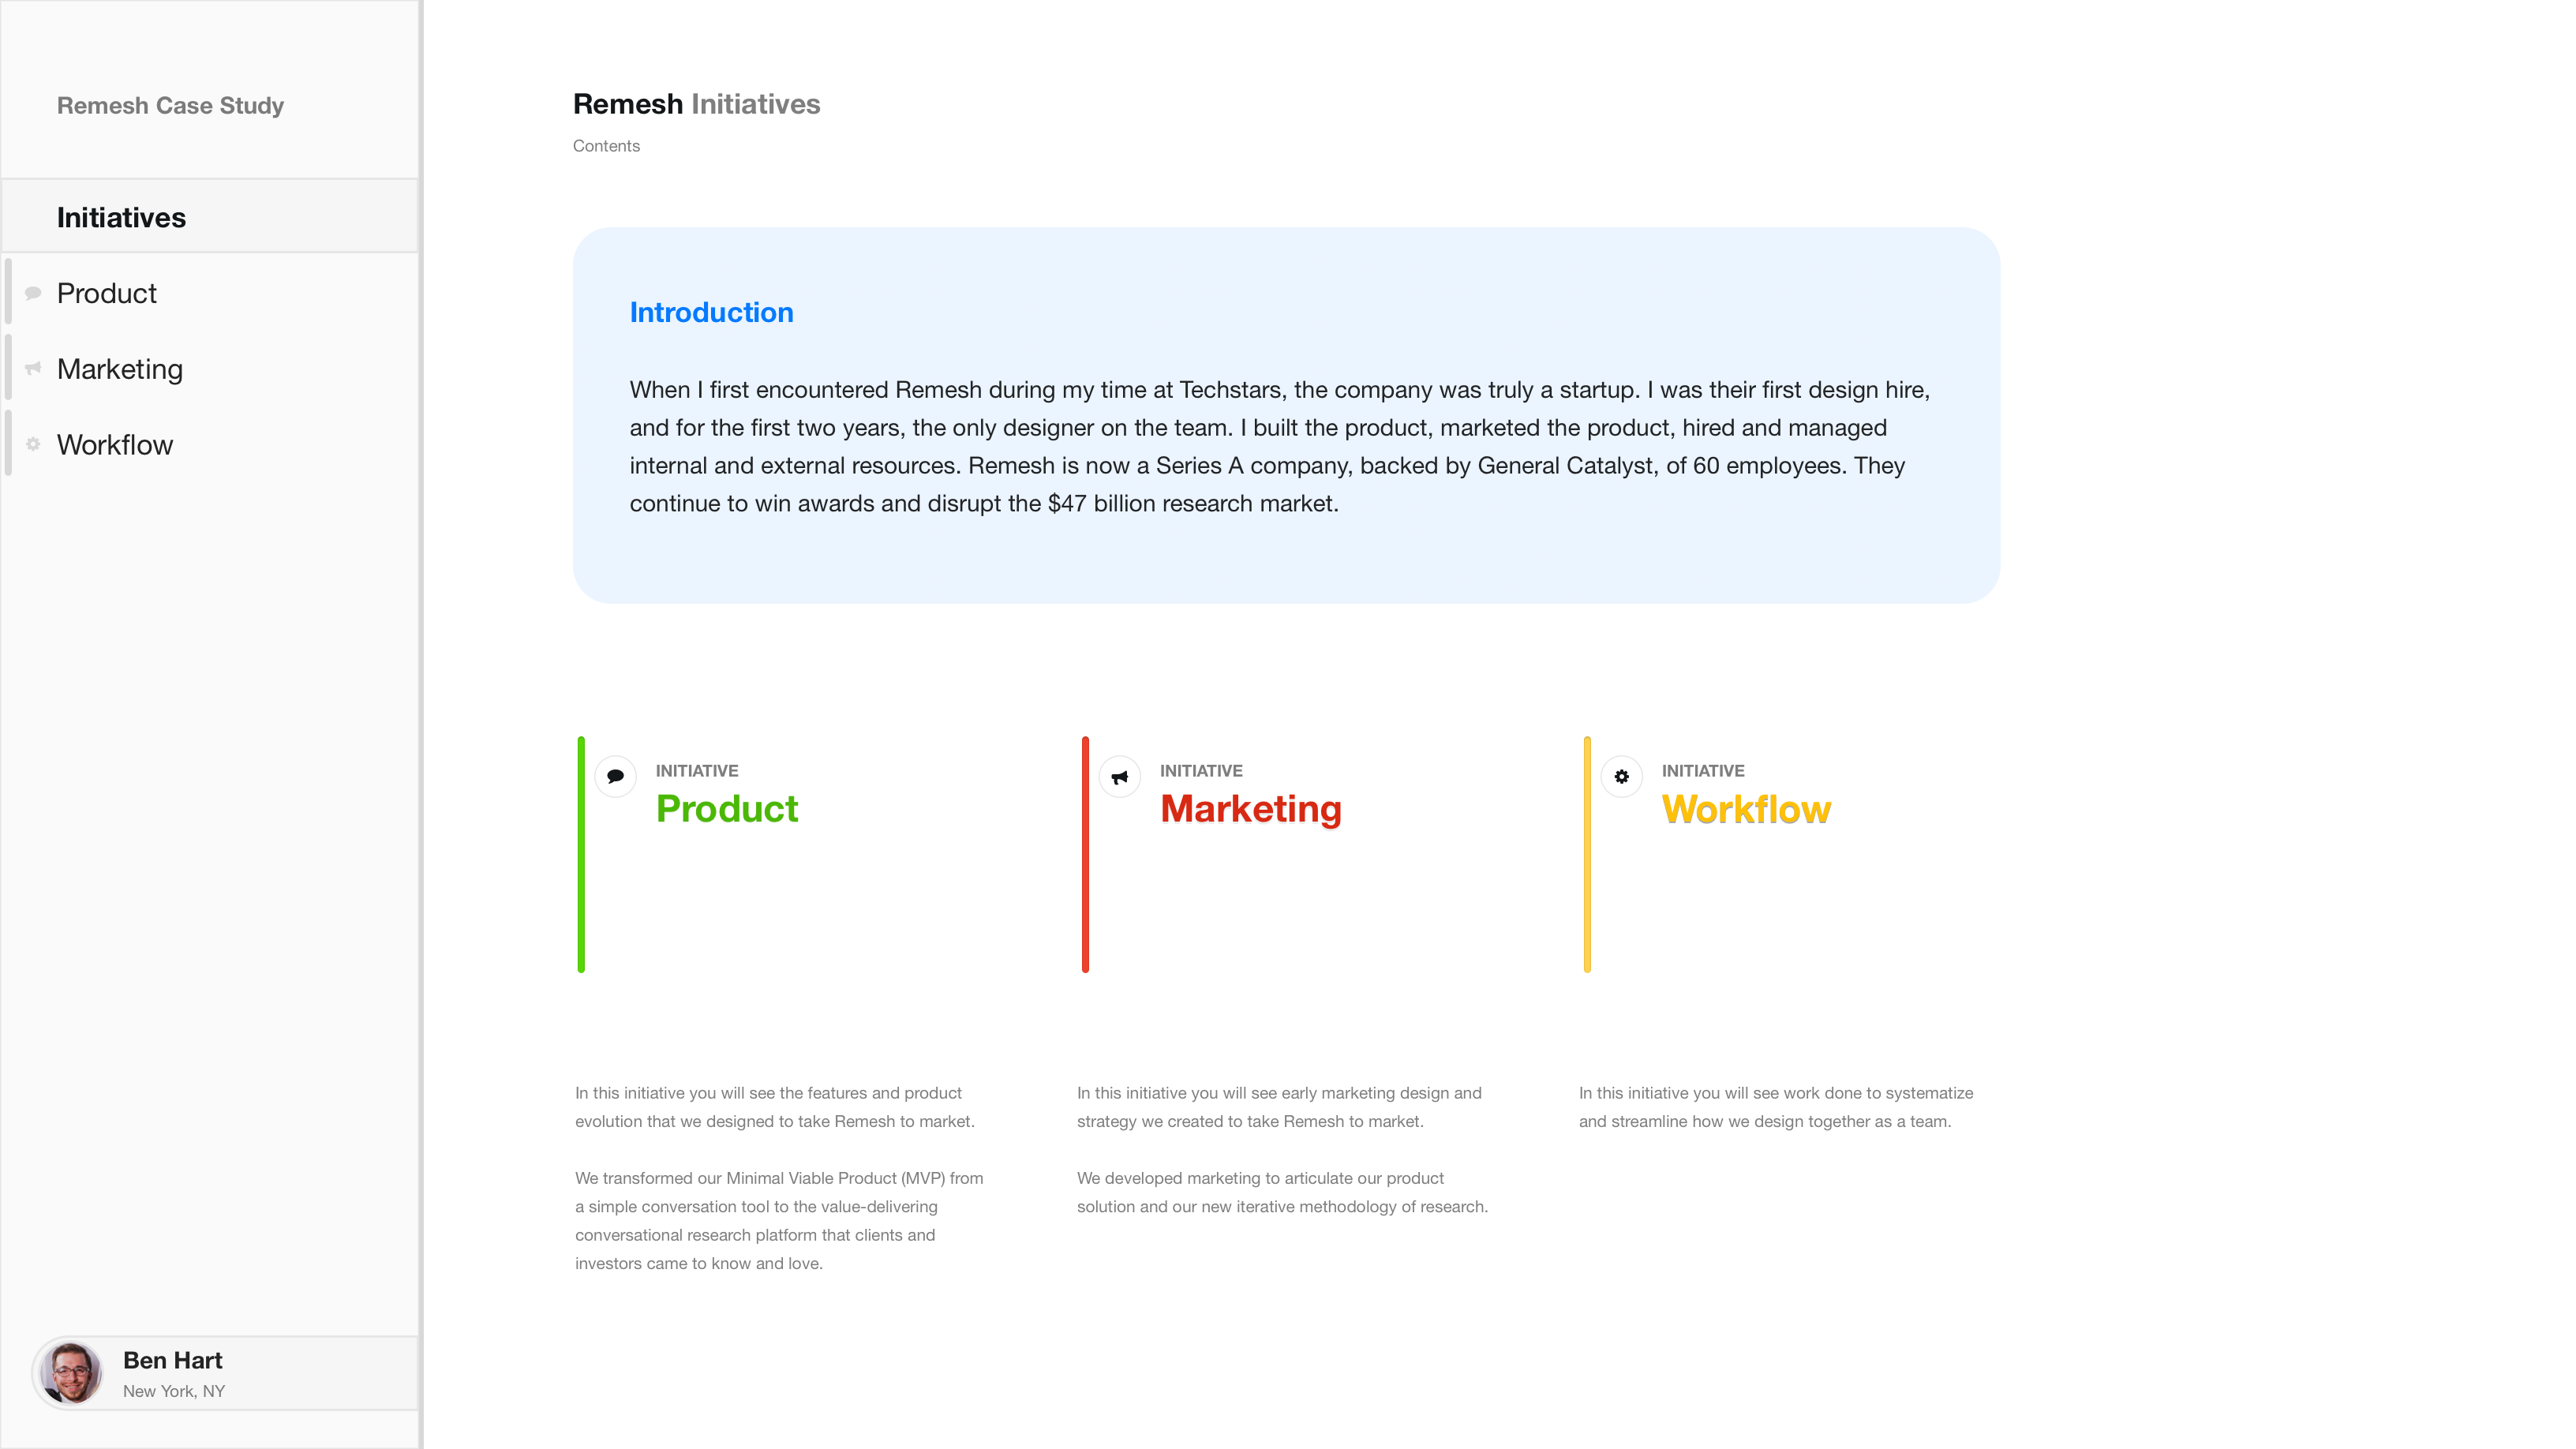 Remesh Case Study
Initiatives
Product
Marketing
Workflow
Ben Hart
New York, NY
Remesh Initiatives
Contents
Introduction
When I first encountered Remesh during my time at Techstars, the company was truly a startup. I was their first design hire,
and for the first two years, the only designer on the team. I built the product, marketed the product, hired and managed
internal and external resources. Remesh is now a Series A company, backed by General Catalyst, of 60 employees. They
continue to win awards and disrupt the $47 billion research market.
INITIATIVE
Product
In this initiative you will see the features and product
evolution that we designed to take Remesh to market.
We transformed our Minimal Viable Product (MVP) from
a simple conversation tool to the value-delivering
conversational research platform that clients and
investors came to know and love.
INITIATIVE
Marketing
In this initiative you will see early marketing design and
strategy we created to take Remesh to market.
We developed marketing to articulate our product
solution and our new iterative methodology of research.
INITIATIVE
Workflow
In this initiative you will see work done to systematize
and streamline how we design together as a team.